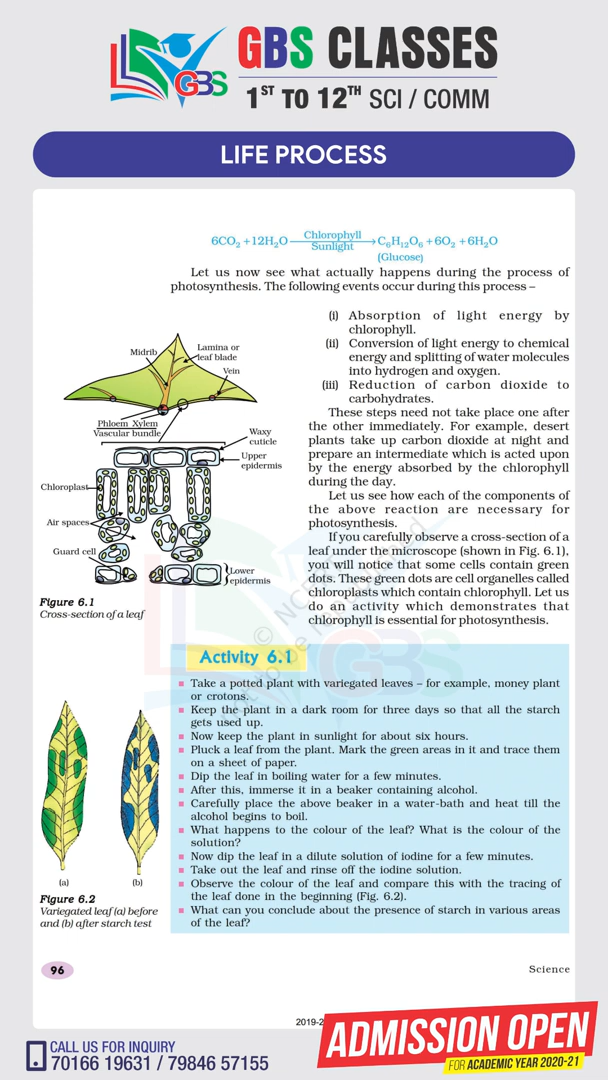 GBS
GBS CLASSES
1ST TO 12TH SCI / COMM
LIFE PROCESS
6CO2 + 12H2O Chlorophyll Sunlight → C6H12O6 + 6O2 + 6H2O
(Glucose)
Let us now see what actually happens during the process of
photosynthesis. The following events occur during this process –
(i) Absorption of light energy by
chlorophyll.
(ii) Conversion of light energy to chemical
energy and splitting of water molecules
into hydrogen and oxygen.
(iii) Reduction of carbon dioxide to
carbohydrates.
These steps need not take place one after
the other immediately. For example, desert
plants take up carbon dioxide at night and
prepare an intermediate which is acted upon
by the energy absorbed by the chlorophyll
during the day.
Let us see how each of the components of
the above reaction are necessary for
photosynthesis.
If you carefully observe a cross-section of a
leaf under the microscope (shown in Fig. 6.1),
you will notice that some cells contain green
dots. These green dots are cell organelles called
chloroplasts which contain chlorophyll. Let us
do an activity which demonstrates that
chlorophyll is essential for photosynthesis.
Midrib
Lamina or
leaf blade
Vein
Phloem Xylem
Vascular bundle
Waxy
cuticle
Upper
epidermis
Chloroplast
Air spaces
Guard cell
Lower
epidermis
Figure 6.1
Cross-section of a leaf
Activity 6.1
Take a potted plant with variegated leaves – for example, money plant
or crotons.
Keep the plant in a dark room for three days so that all the starch
gets used up.
Now keep the plant in sunlight for about six hours.
Pluck a leaf from the plant. Mark the green areas in it and trace them
on a sheet of paper.
Dip the leaf in boiling water for a few minutes.
After this, immerse it in a beaker containing alcohol.
Carefully place the above beaker in a water-bath and heat till the
alcohol begins to boil.
What happens to the colour of the leaf? What is the colour of the
solution?
Now dip the leaf in a dilute solution of iodine for a few minutes.
Take out the leaf and rinse off the iodine solution.
Observe the colour of the leaf and compare this with the tracing of
the leaf done in the beginning (Fig. 6.2).
What can you conclude about the presence of starch in various areas
of the leaf?
(a)
(b)
Figure 6.2
Variegated leaf (a) before
and (b) after starch test
96
Science
2019-2
CALL US FOR INQUIRY
70166 19631 / 79846 57155
ADMISSION OPEN
FOR ACADEMIC YEAR 2020-21